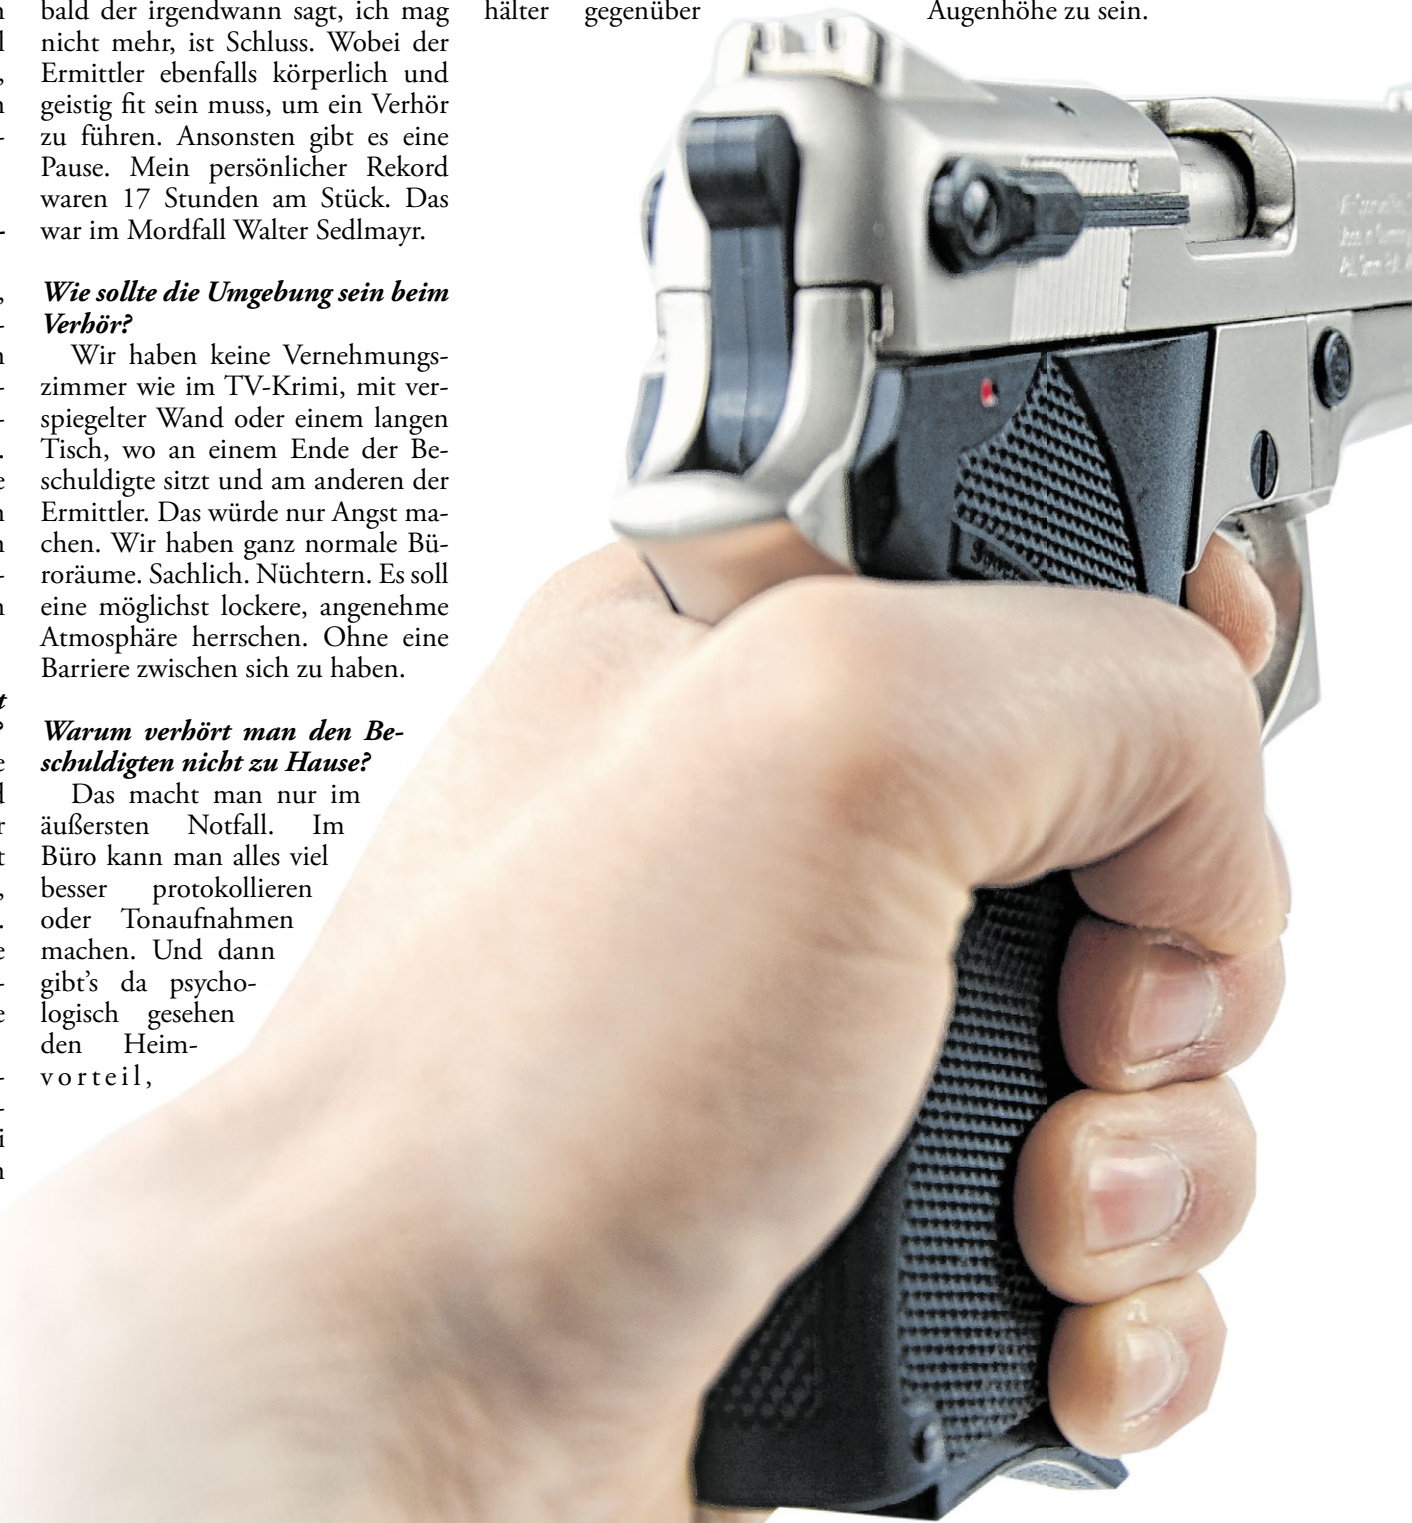 bald der irgendwann sagt, ich mag
nicht mehr, ist Schluss. Wobei der
Ermittler ebenfalls körperlich und
geistig fit sein muss, um ein Verhör
zu führen. Ansonsten gibt es eine
Pause. Mein persönlicher Rekord
waren 17 Stunden am Stück. Das
war im Mordfall Walter Sedlmayr.
Wie sollte die Umgebung sein beim
Verhör?
Wir haben keine Vernehmungs-
zimmer wie im TV-Krimi, mit ver-
spiegelter Wand oder einem langen
Tisch, wo an einem Ende der Be-
schuldigte sitzt und am anderen der
Ermittler. Das würde nur Angst ma-
chen. Wir haben ganz normale Bü-
roräume. Sachlich. Nüchtern. Es soll
eine möglichst lockere, angenehme
Atmosphäre herrschen. Ohne eine
Barriere zwischen sich zu haben.
Warum verhört man den Be-
schuldigten nicht zu Hause?
Das macht man nur im
äußersten Notfall. Im
Büro kann man alles viel
besser protokollieren
oder Tonaufnahmen
machen. Und dann
gibt's da psycho-
logisch gesehen
den Heim-
vorteil,
hälter gegenüber
Augenhöhe zu sein.